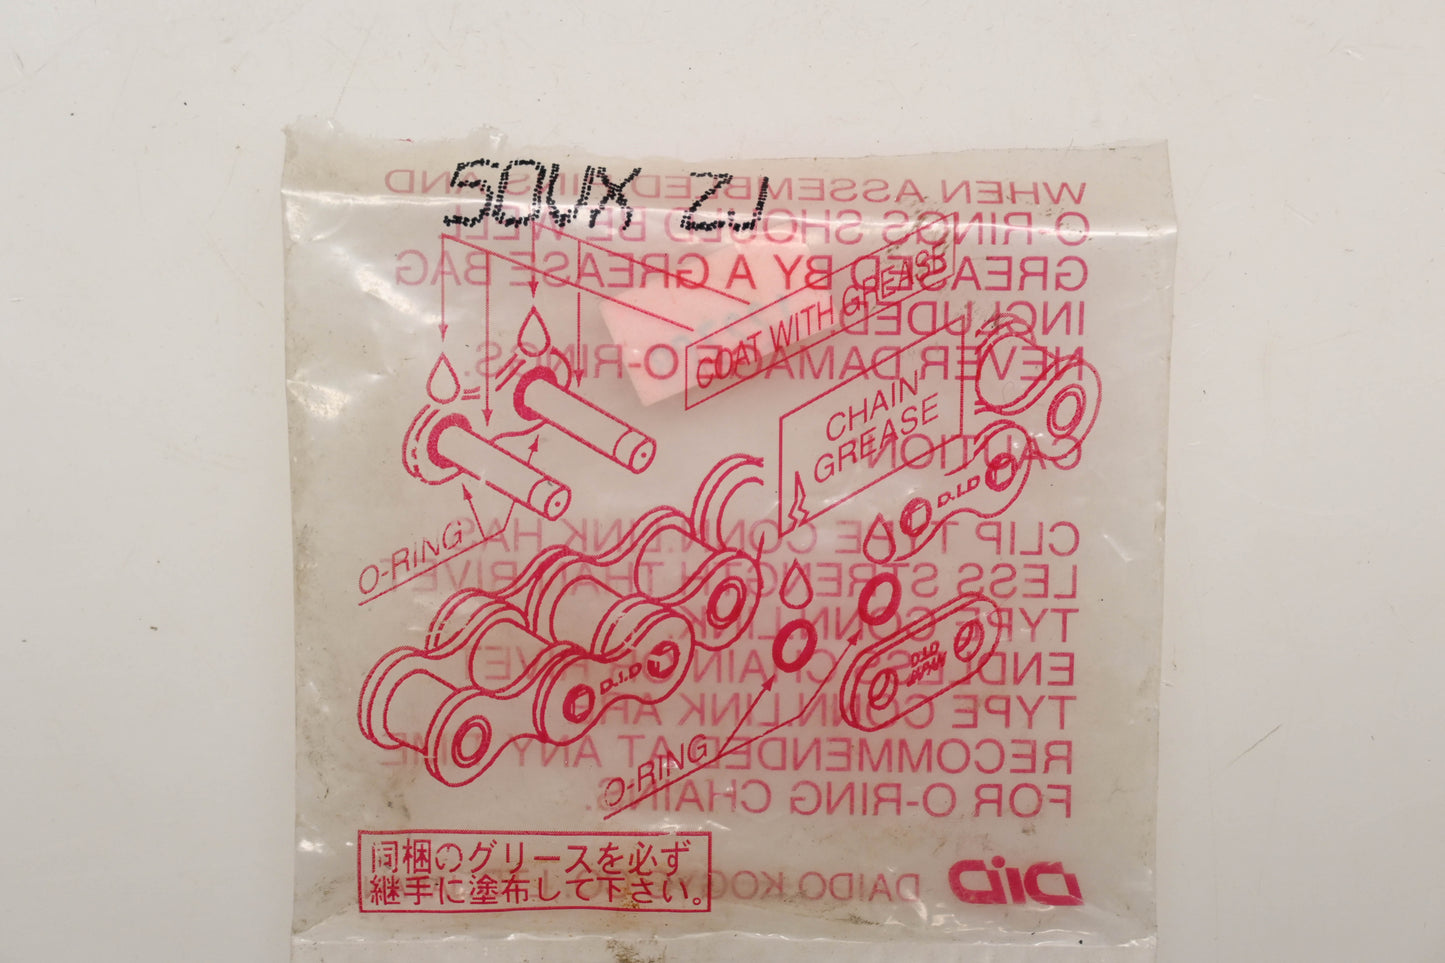 50VX ZJ
WHEN ASSEMBLED PINS AND
O-RINGS SHOULD BE WELL
GREASED BY A GREASE BAG
INCLUDED.
NEVER DAMAGE O-RINGS.
COAT WITH GREASE
CHAIN
GREASE
CAUTION
D.I.D
O-RING
CLIP TYPE CONN.LINK HAS
LESS STRENGTH THAN RIVET
TYPE CONN.LINK.
ENDLESS CHAIN OR RIVET
TYPE CONN.LINK ARE
RECOMMENDED AT ANY TIME
FOR O-RING CHAINS.
D.I.D
D.I.D
JAPAN
O-RING
同梱のグリースを必ず
継手に塗布して下さい。
DID DAIDO KOGYO